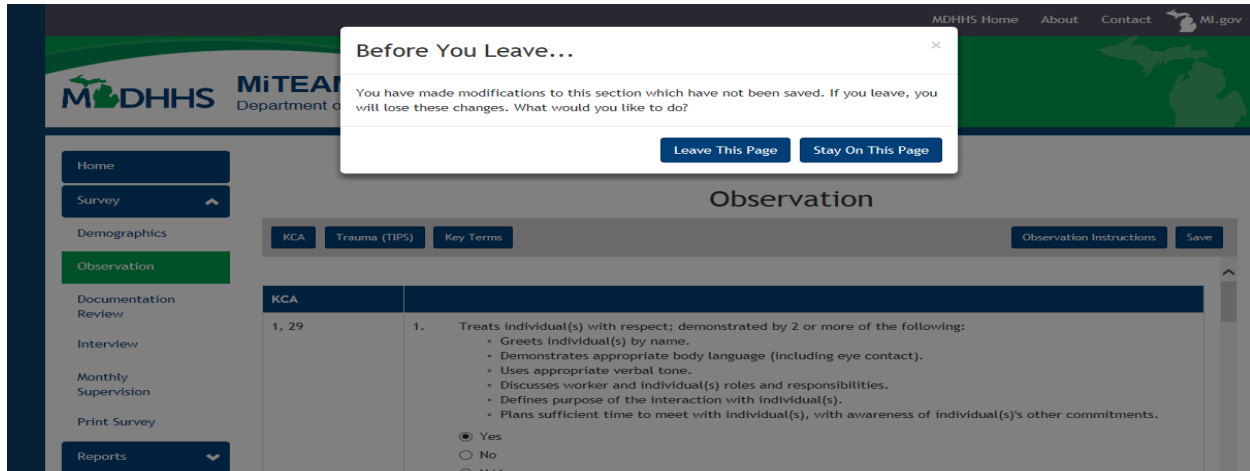 MDHHS Home About Contact MI.gov
Before You Leave... ×
You have made modifications to this section which have not been saved. If you leave, you
will lose these changes. What would you like to do?
Leave This Page Stay On This Page
MDHHS
MiTEA
Department o
Home
Survey
Demographics
Observation
Documentation
Review
Interview
Monthly
Supervision
Print Survey
Reports
Observation
KCA Trauma (TIPS) Key Terms Observation Instructions Save
KCA
1, 29 1. Treats individual(s) with respect; demonstrated by 2 or more of the following:
◦ Greets individual(s) by name.
◦ Demonstrates appropriate body language (including eye contact).
◦ Uses appropriate verbal tone.
◦ Discusses worker and individual(s) roles and responsibilities.
◦ Defines purpose of the interaction with individual(s).
◦ Plans sufficient time to meet with individual(s), with awareness of individual(s)'s other commitments.
Yes
No